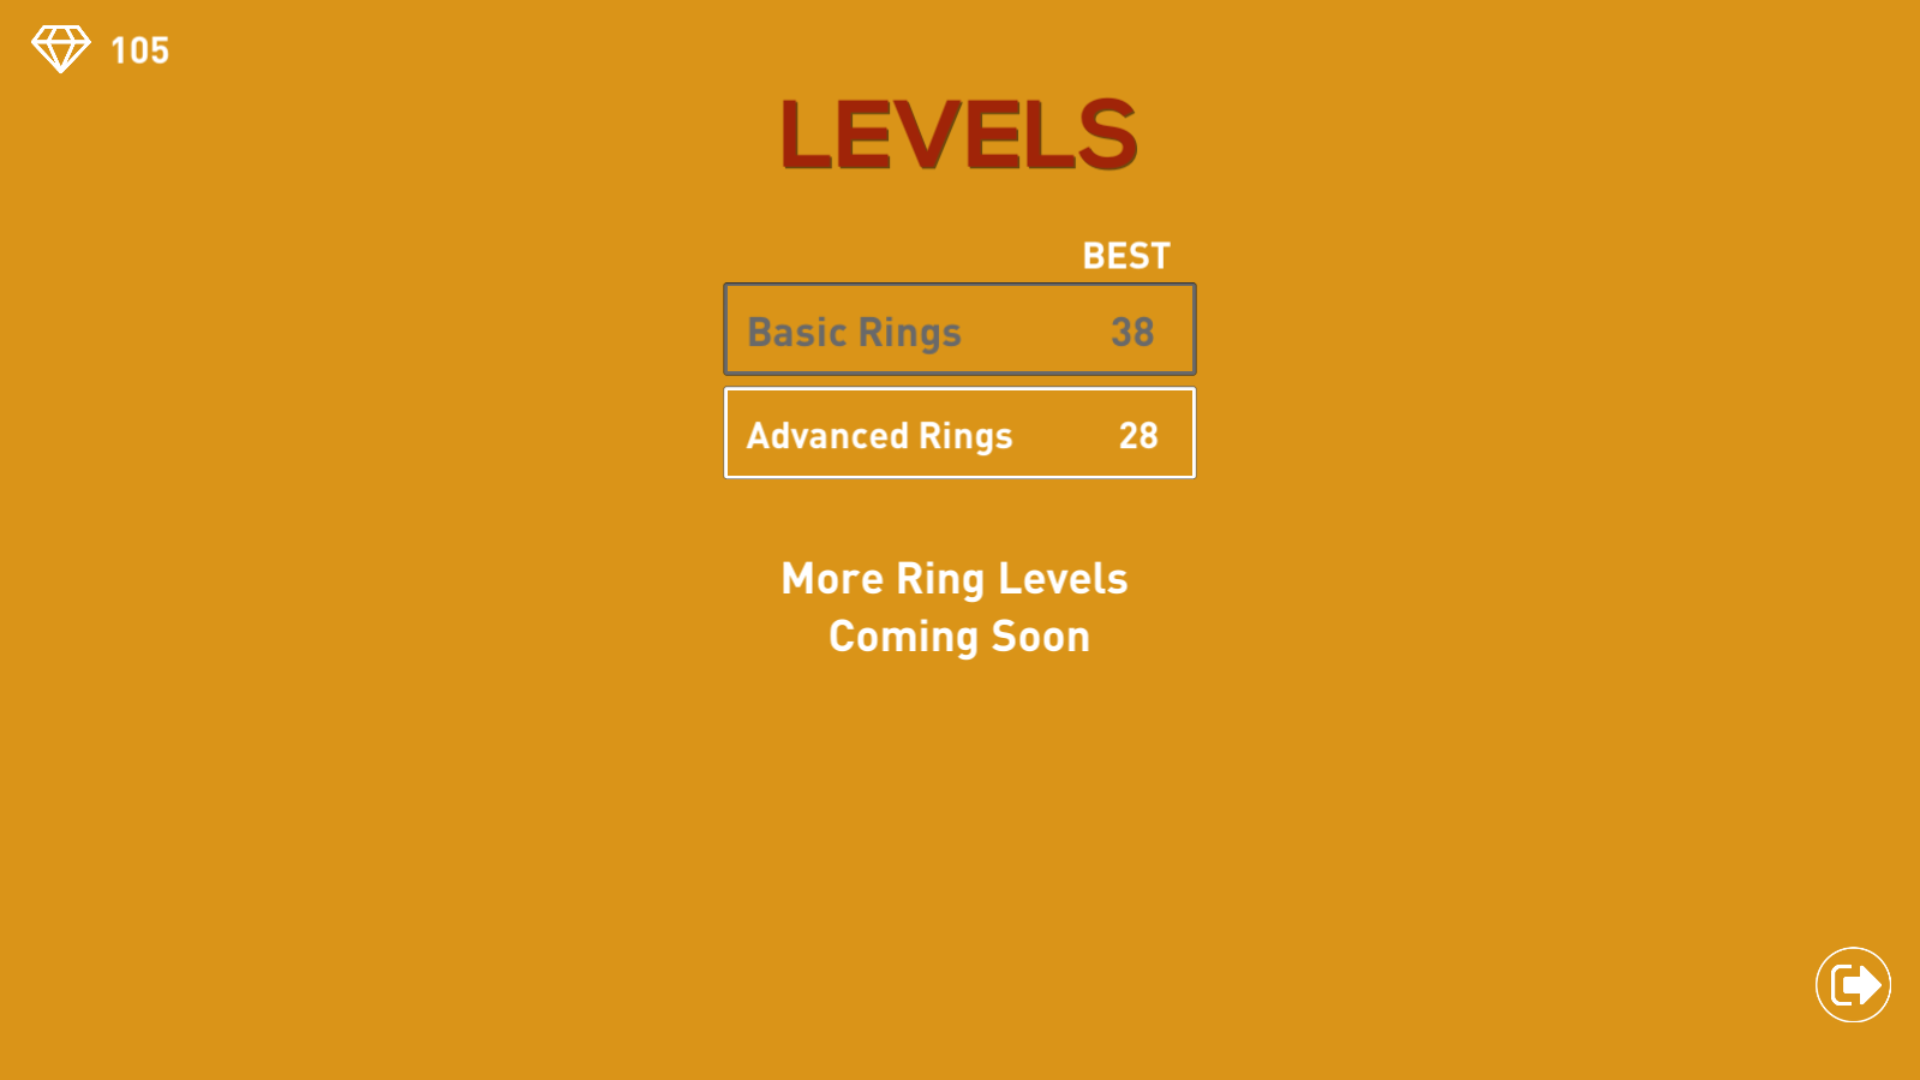 105
LEVELS
BEST
Basic Rings 38
Advanced Rings 28
More Ring Levels
Coming Soon